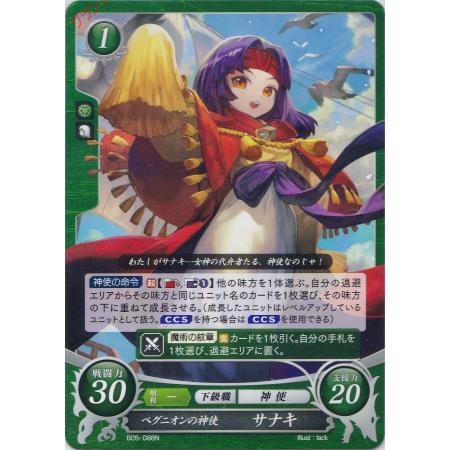 1
わたしがサナキ…女神の代弁者たる、神使なのじゃ!
神使の命令 起 [ 、 1] 他の味方を1体選ぶ。自分の退避
エリアからその味方と同じユニット名のカードを1枚選び、その味方
の下に重ねて成長させる。(成長したユニットはレベルアップしている
ユニットとして扱う。 CCS を持つ場合は CCS で使用できる)
魔術の紋章 攻 カードを1枚引く。自分の手札を
1枚選び、退避エリアに置く。
戦闘力
30
射程
—
下級職
神使
支援力
20
ベグニオンの神使 サナキ
B05-088N
Illust : lack